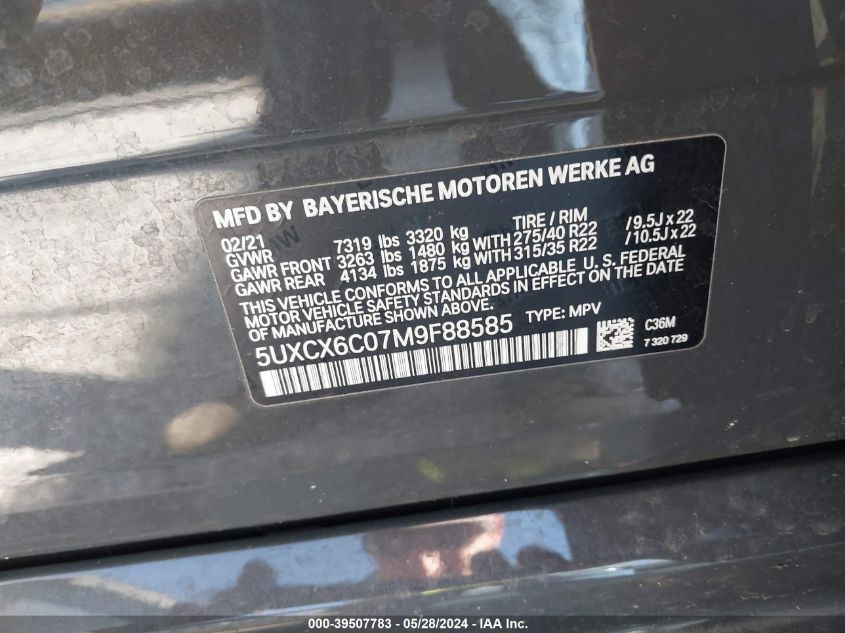 MFD BY BAYERISCHE MOTOREN WERKE AG
02/21 TIRE / RIM
GVWR 7319 lbs 3320 kg
GAWR FRONT 3263 lbs 1480 kg WITH 275/40 R22 /9.5J x 22
GAWR REAR 4134 lbs 1875 kg WITH 315/35 R22 /10.5J x 22
THIS VEHICLE CONFORMS TO ALL APPLICABLE U. S. FEDERAL
MOTOR VEHICLE SAFETY STANDARDS IN EFFECT ON THE DATE
OF MANUFACTURE SHOWN ABOVE.
5UXCX6C07M9F88585 TYPE: MPV
C36M
7 320 729
000-39507783 - 05/28/2024 - IAA Inc.